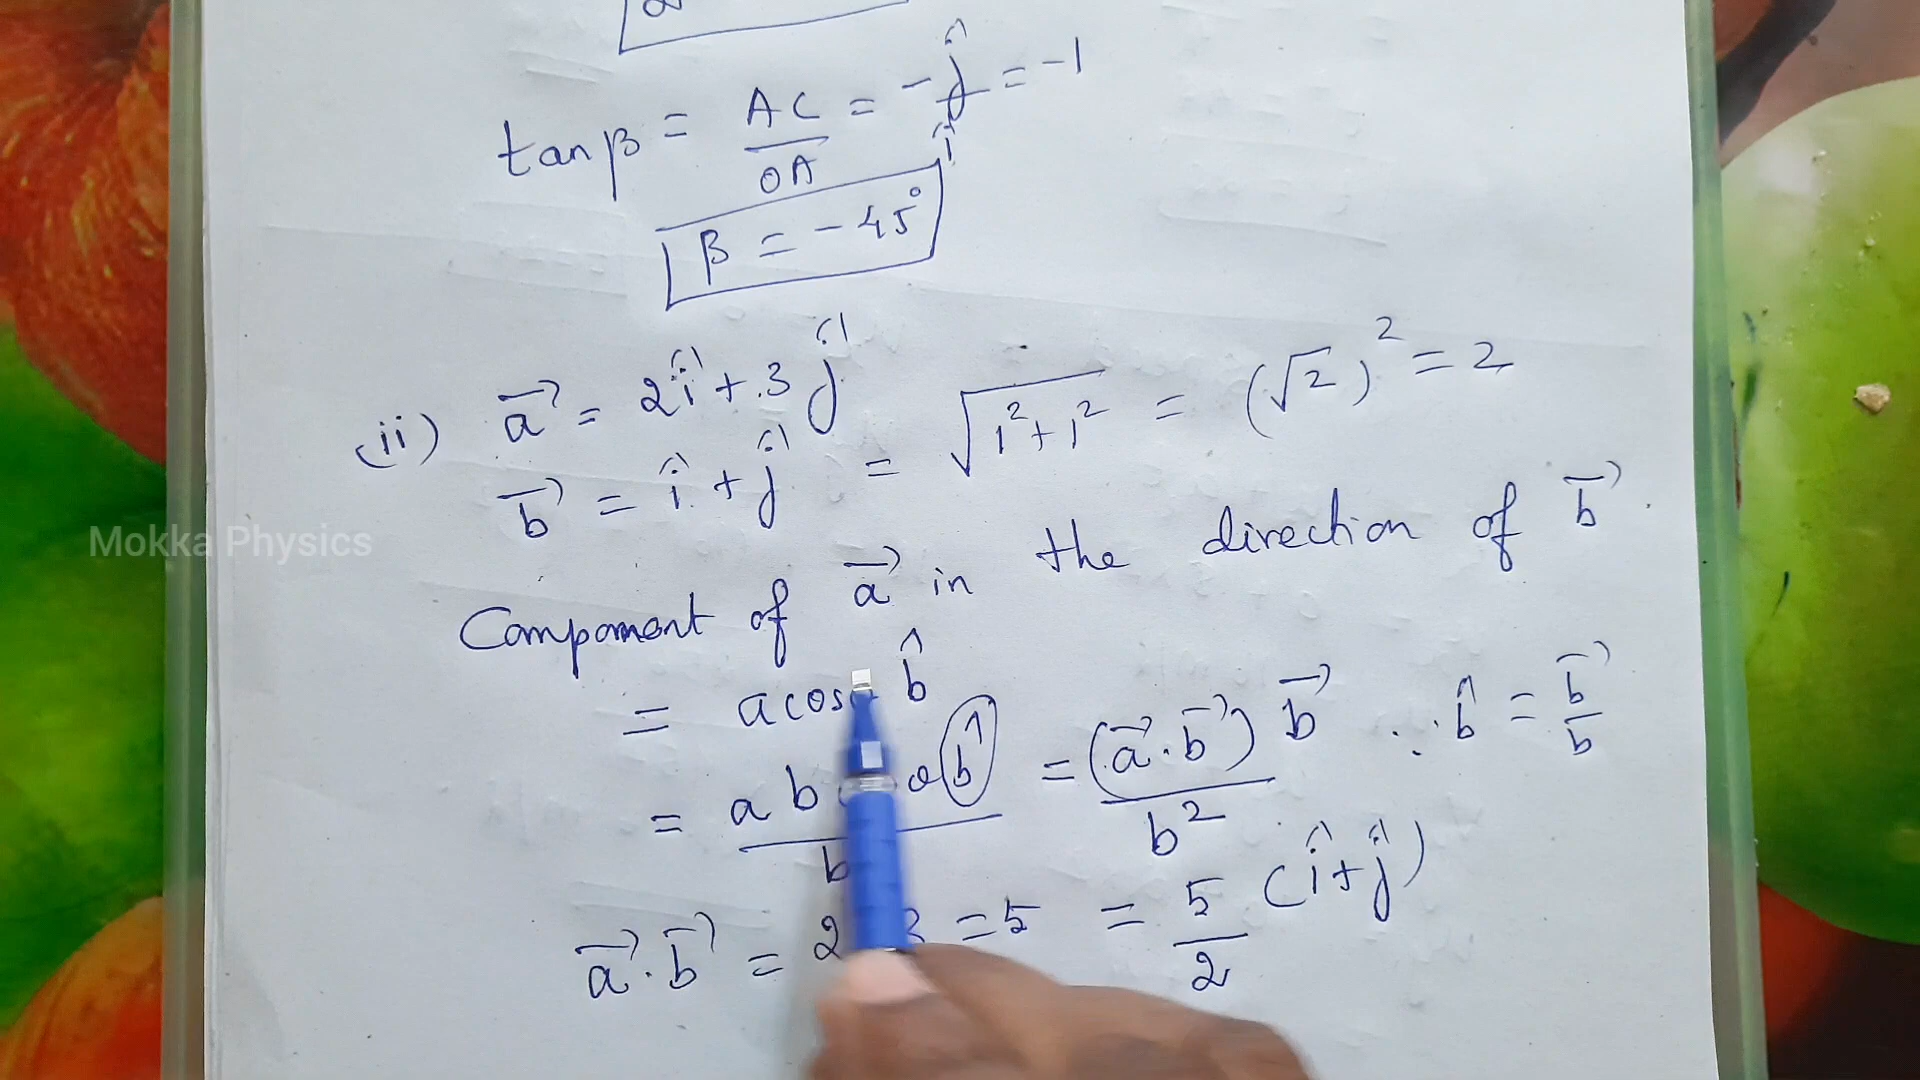 tan β = AC/OA = -ĵ/î = -1
β = -45°
(ii) a⃗ = 2î + 3ĵ
b⃗ = î + ĵ = √(1² + 1²) = (√2)² = 2
Component of a⃗ in the direction of b⃗.
= a cos b̂
= a b b̂ / b = (a⃗ . b⃗) b⃗ / b² ∵ b̂ = b⃗/b
a⃗ . b⃗ = 2 3 = 5 = 5/2 (î + ĵ)
Mokka Physics